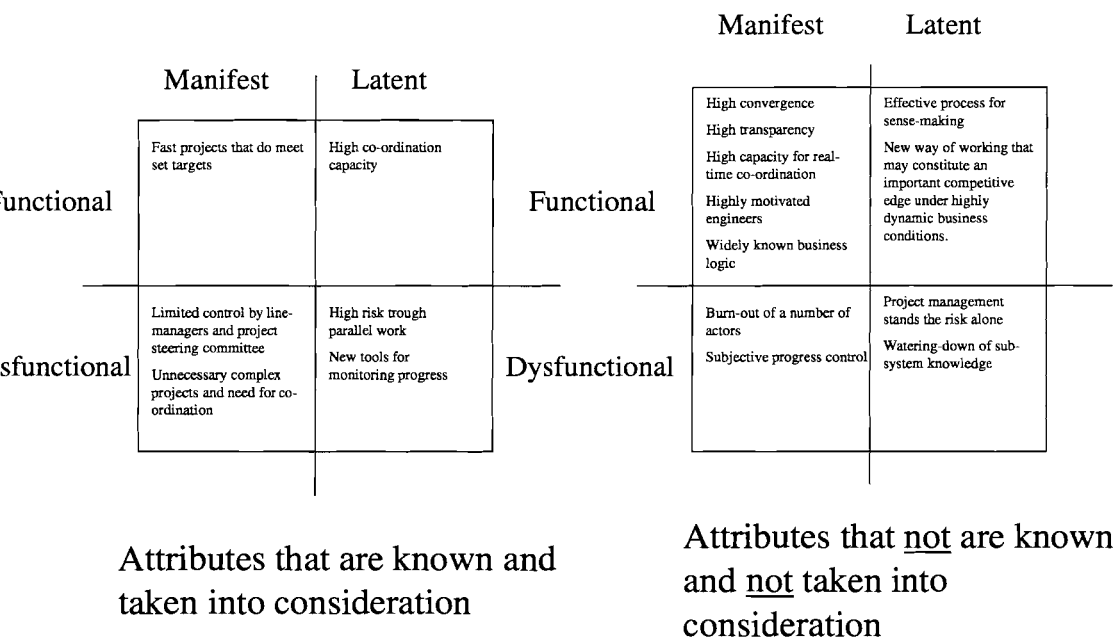 Manifest
Latent
Fast projects that do meet
set targets
High co-ordination
capacity
Functional
Limited control by line-
managers and project
steering committee
Unnecessary complex
projects and need for co-
ordination
High risk trough
parallel work
New tools for
monitoring progress
sfunctional
Attributes that are known and
taken into consideration
Manifest
Latent
High convergence
High transparency
High capacity for real-
time co-ordination
Highly motivated
engineers
Widely known business
logic
Effective process for
sense-making
New way of working that
may constitute an
important competitive
edge under highly
dynamic business
conditions.
Functional
Burn-out of a number of
actors
Subjective progress control
Project management
stands the risk alone
Watering-down of sub-
system knowledge
Dysfunctional
Attributes that not are known
and not taken into
consideration